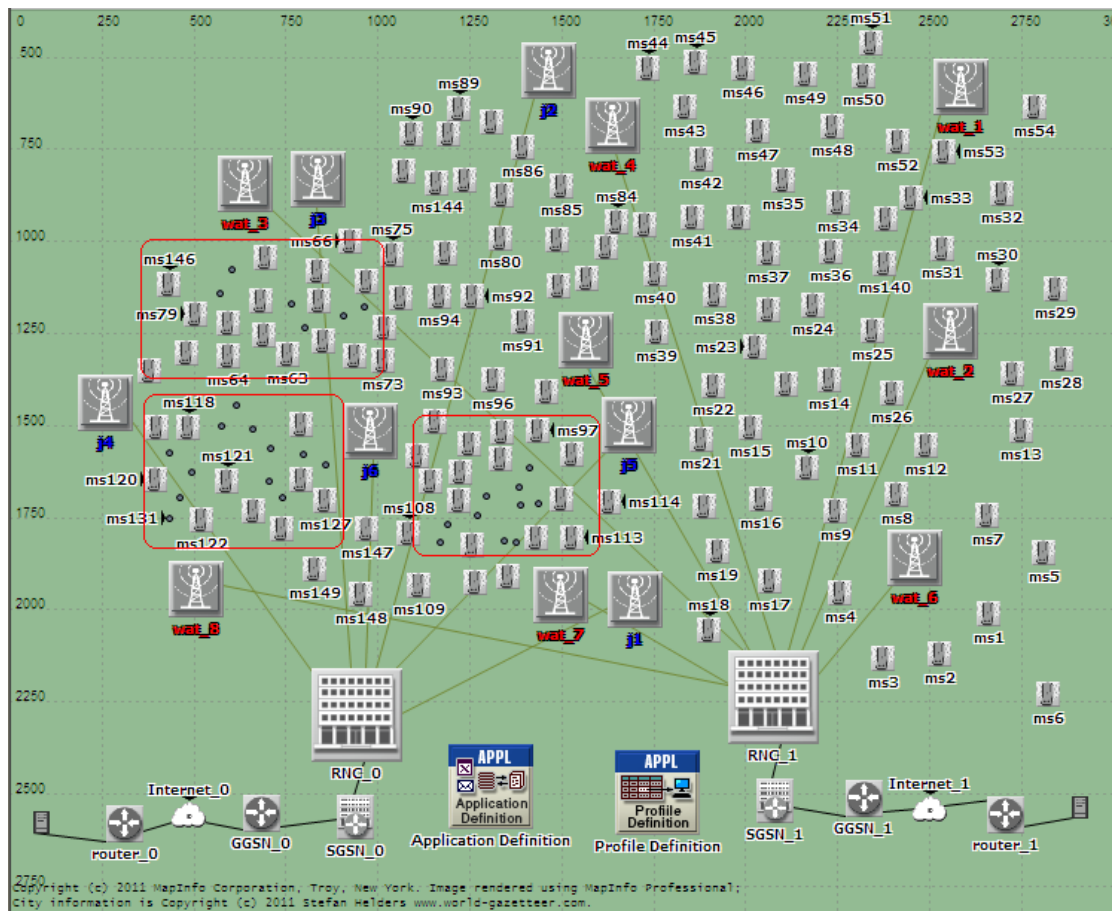 0 250 500 750 1000 1250 1500 1750 2000 2250 2500 2750 3
500
750
1000
1250
1500
1750
2000
2250
2500
2750
ms51
ms44 ms45
ms46
ms49
ms50
ms89
ms90
j2
wat_4
wat_1
ms43
ms54
ms47
ms48
ms52
ms53
ms86
wat_3
j3
ms144
ms85
ms84
ms42
ms35
ms34
ms33
ms32
ms66
ms75
ms80
ms41
ms37
ms36
ms140
ms31
ms30
ms146
ms79
ms94
ms92
ms91
ms40
ms38
ms24
ms29
ms64
ms63
ms73
ms93
ms96
wat_5
ms39
ms23
ms25
wat_2
ms28
j4
ms118
j6
ms97
j5
ms22
ms14
ms26
ms27
ms121
ms120
ms21
ms15
ms10
ms11
ms12
ms13
ms131
ms122
ms127
ms147
ms108
ms114
ms113
ms16
ms9
ms8
ms7
ms149
ms148
ms109
wat_8
wat_7
j1
ms19
ms18
ms17
ms4
wat_6
ms5
ms1
ms3
ms2
ms6
RNC_0
RNC_1
APPL
Application
Definition
Application Definition
APPL
Profiile
Definition
Profile Definition
Internet_0
router_0
GGSN_0
SGSN_0
SGSN_1
GGSN_1
Internet_1
router_1
Copyright (c) 2011 MapInfo Corporation, Troy, New York. Image rendered using MapInfo Professional;
City information is Copyright (c) 2011 Stefan Helders www.world-gazetteer.com.